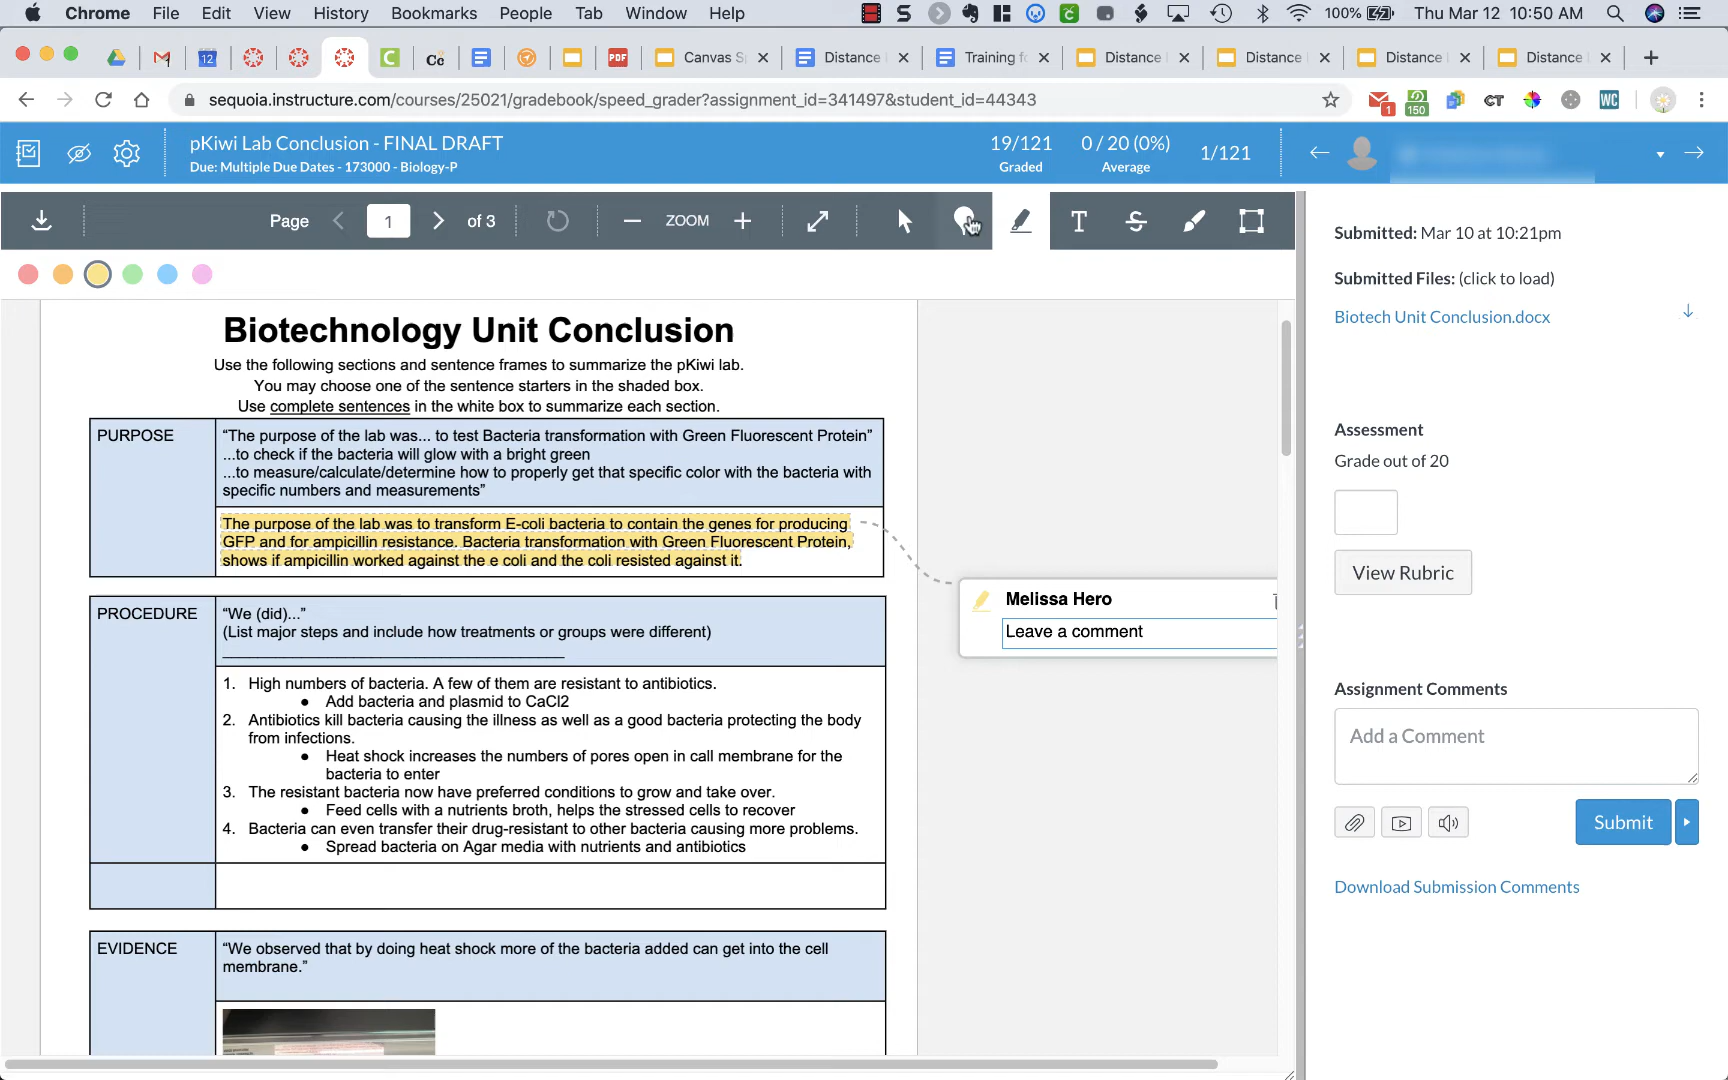 Chrome File Edit View History Bookmarks People Tab Window Help 100% Thu Mar 12 10:50 AM
12 C Cc PDF Canvas S Distance Training f Distance Distance Distance Distance
sequoia.instructure.com/courses/25021/gradebook/speed_grader?assignment_id=341497&student_id=44343 1 150 CT WC
pKiwi Lab Conclusion - FINAL DRAFT
Due: Multiple Due Dates - 173000 - Biology-P
19/121
Graded
0 / 20 (0%)
Average
1/121
Page 1 of 3 ZOOM T
Biotechnology Unit Conclusion
Use the following sections and sentence frames to summarize the pKiwi lab.
You may choose one of the sentence starters in the shaded box.
Use complete sentences in the white box to summarize each section.
PURPOSE
“The purpose of the lab was... to test Bacteria transformation with Green Fluorescent Protein”
...to check if the bacteria will glow with a bright green
...to measure/calculate/determine how to properly get that specific color with the bacteria with
specific numbers and measurements”
The purpose of the lab was to transform E-coli bacteria to contain the genes for producing
GFP and for ampicillin resistance. Bacteria transformation with Green Fluorescent Protein,
shows if ampicillin worked against the e coli and the coli resisted against it.
PROCEDURE
“We (did)...”
(List major steps and include how treatments or groups were different)
1. High numbers of bacteria. A few of them are resistant to antibiotics.
● Add bacteria and plasmid to CaCl2
2. Antibiotics kill bacteria causing the illness as well as a good bacteria protecting the body
from infections.
● Heat shock increases the numbers of pores open in call membrane for the
bacteria to enter
3. The resistant bacteria now have preferred conditions to grow and take over.
● Feed cells with a nutrients broth, helps the stressed cells to recover
4. Bacteria can even transfer their drug-resistant to other bacteria causing more problems.
● Spread bacteria on Agar media with nutrients and antibiotics
EVIDENCE
“We observed that by doing heat shock more of the bacteria added can get into the cell
membrane.”
Melissa Hero
Leave a comment
Submitted: Mar 10 at 10:21pm
Submitted Files: (click to load)
Biotech Unit Conclusion.docx
Assessment
Grade out of 20
View Rubric
Assignment Comments
Add a Comment
Submit
Download Submission Comments